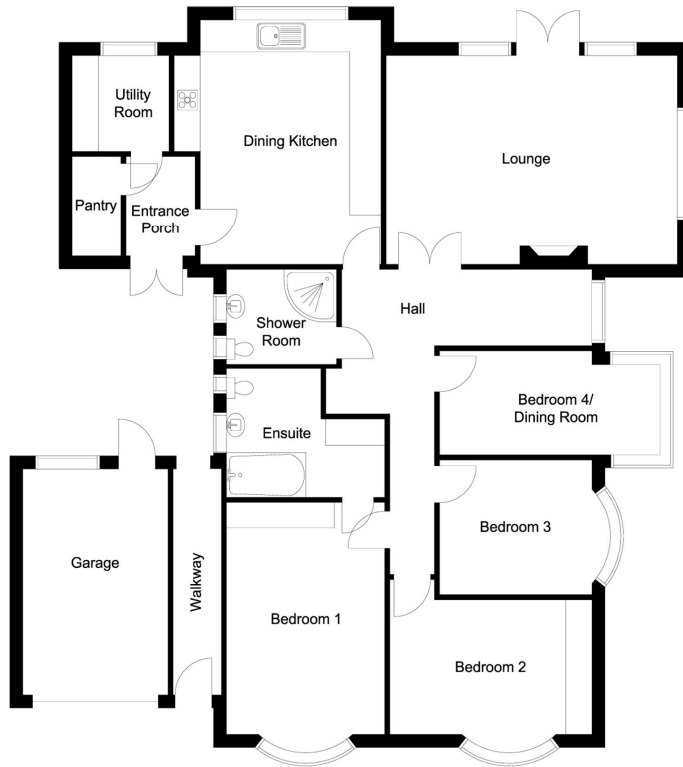 Utility
Room
Dining Kitchen
Lounge
Pantry
Entrance
Porch
Hall
Shower
Room
Bedroom 4/
Dining Room
Ensuite
Bedroom 3
Garage
Walkway
Bedroom 1
Bedroom 2